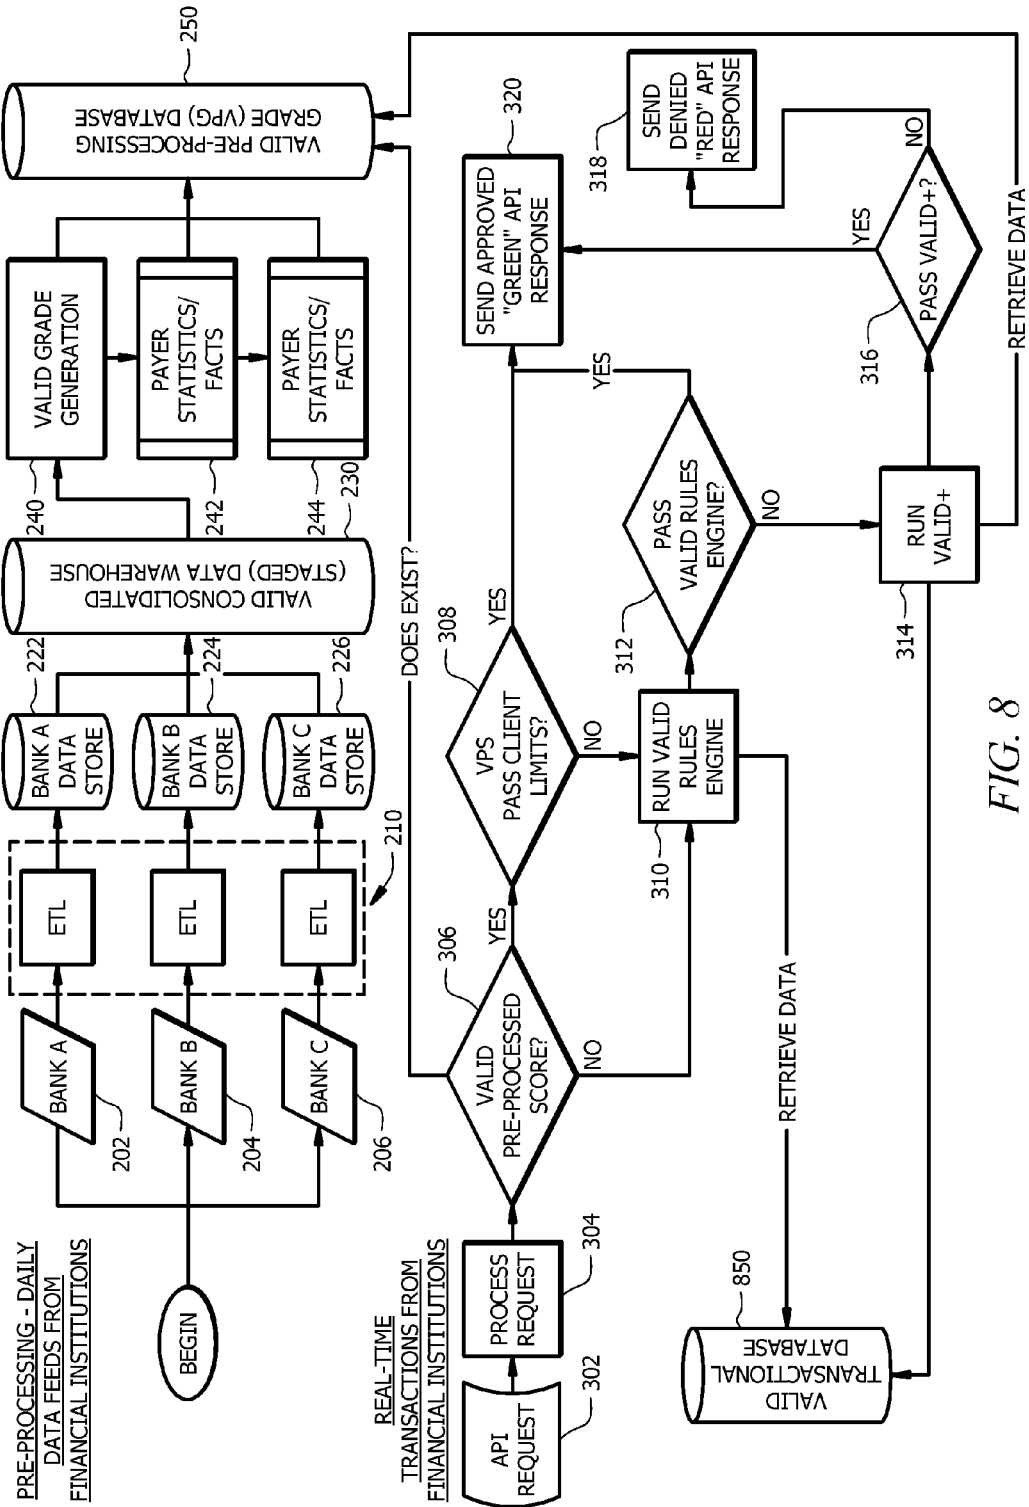 PRE-PROCESSING - DAILY
DATA FEEDS FROM
FINANCIAL INSTITUTIONS
BEGIN
BANK A
202
BANK B
204
BANK C
206
ETL
ETL
ETL
210
BANK A
DATA
STORE
222
BANK B
DATA
STORE
224
BANK C
DATA
STORE
226
VALID CONSOLIDATED
(STAGED) DATA WAREHOUSE
230
VALID GRADE
GENERATION
240
PAYER
STATISTICS/
FACTS
242
PAYER
STATISTICS/
FACTS
244
VALID PRE-PROCESSING
GRADE (VPG) DATABASE
250
REAL-TIME
TRANSACTIONS FROM
FINANCIAL INSTITUTIONS
API
REQUEST
302
PROCESS
REQUEST
304
VALID
PRE-PROCESSED
SCORE?
306
DOES EXIST?
YES
NO
VPS
PASS CLIENT
LIMITS?
308
YES
NO
RUN VALID
RULES
ENGINE
310
RETRIEVE DATA
PASS
VALID RULES
ENGINE?
312
YES
NO
RUN
VALID+
314
RETRIEVE DATA
PASS VALID+?
316
YES
NO
SEND
DENIED
"RED" API
RESPONSE
318
SEND APPROVED
"GREEN" API
RESPONSE
320
VALID
TRANSACTIONAL
DATABASE
850
FIG. 8